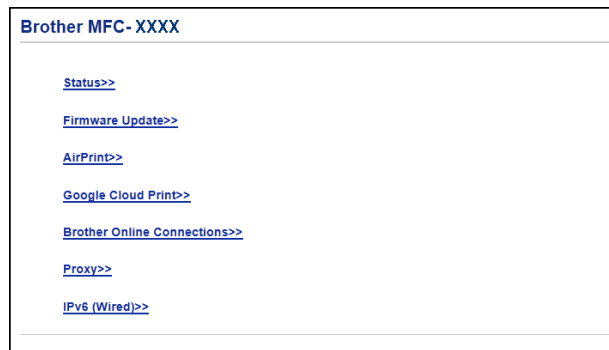 Brother MFC- XXXX
Status>>
Firmware Update>>
AirPrint>>
Google Cloud Print>>
Brother Online Connections>>
Proxy>>
IPv6 (Wired)>>